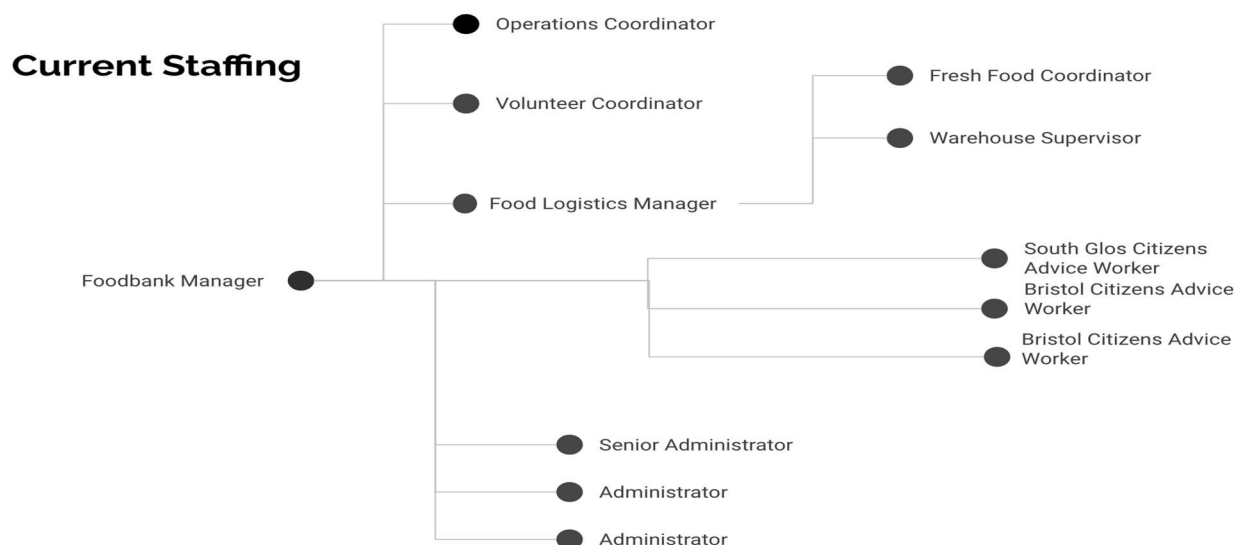 Operations Coordinator
Current Staffing
Fresh Food Coordinator
Volunteer Coordinator
Warehouse Supervisor
Food Logistics Manager
South Glos Citizens
Advice Worker
Foodbank Manager
Bristol Citizens Advice
Worker
Bristol Citizens Advice
Worker
Senior Administrator
Administrator
Administrator